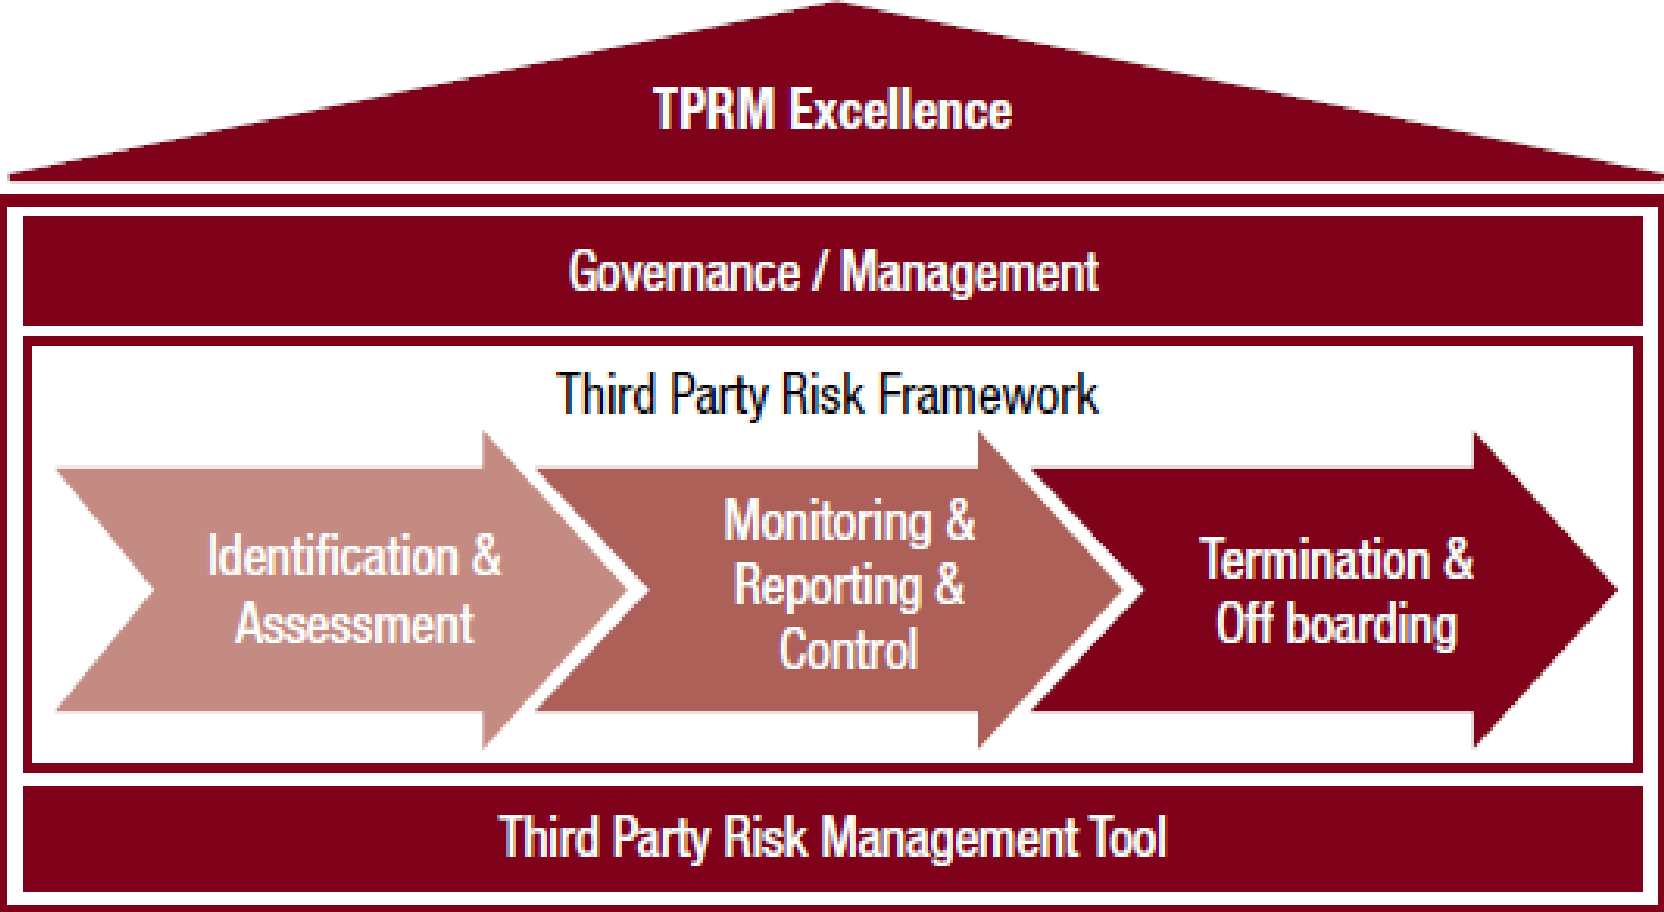 TPRM Excellence
Governance / Management
Third Party Risk Framework
Identification &
Assessment
Monitoring &
Reporting &
Control
Termination &
Off boarding
Third Party Risk Management Tool